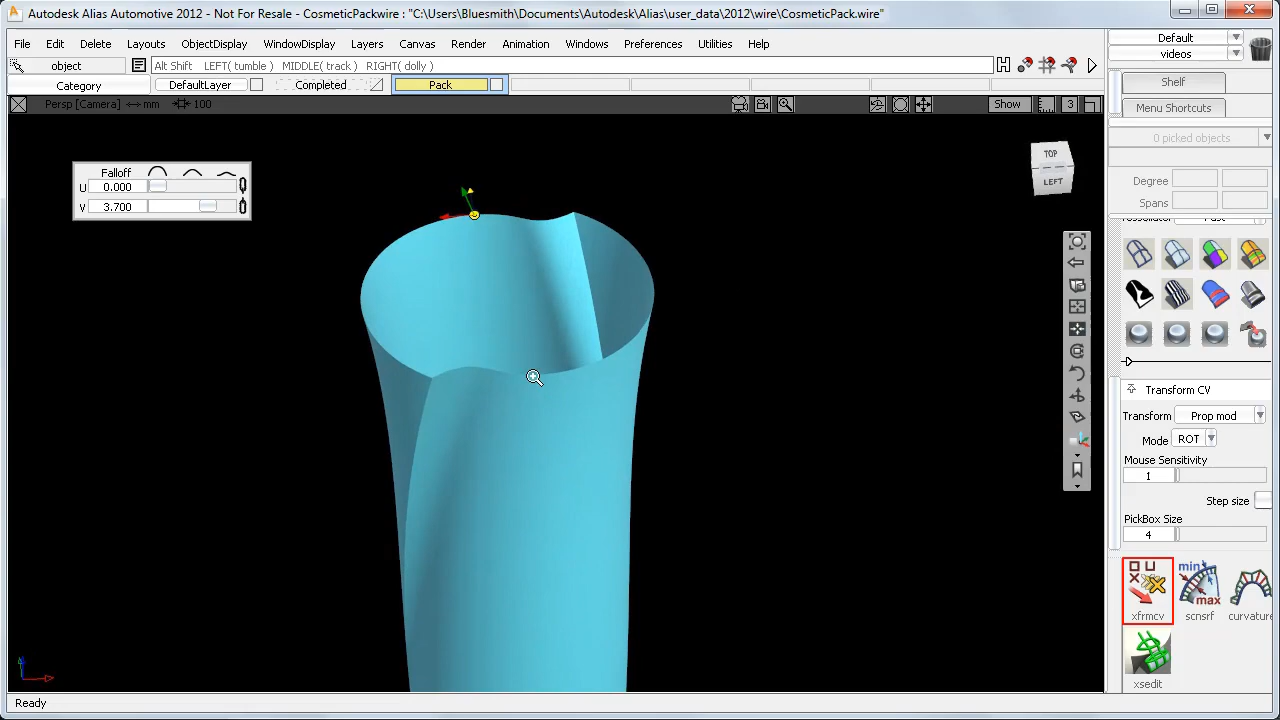 Autodesk Alias Automotive 2012 - Not For Resale - CosmeticPackwire : "C:\Users\Bluesmith\Documents\Autodesk\Alias\user_data\2012\wire\CosmeticPack.wire"
File Edit Delete Layouts ObjectDisplay WindowDisplay Layers Canvas Render Animation Windows Preferences Utilities Help
object Alt Shift LEFT( tumble ) MIDDLE( track ) RIGHT( dolly )
Category DefaultLayer Completed Pack
Persp [Camera] mm 100 Show 3
Default
videos
Shelf
Menu Shortcuts
0 picked objects
Degree
Spans
Falloff
U 0.000
V 3.700
TOP
LEFT
Transform CV
Transform Prop mod
Mode ROT
Mouse Sensitivity
1
Step size
PickBox Size
4
min
max
xfrmcv scnsrf curvature
xsedit
Ready